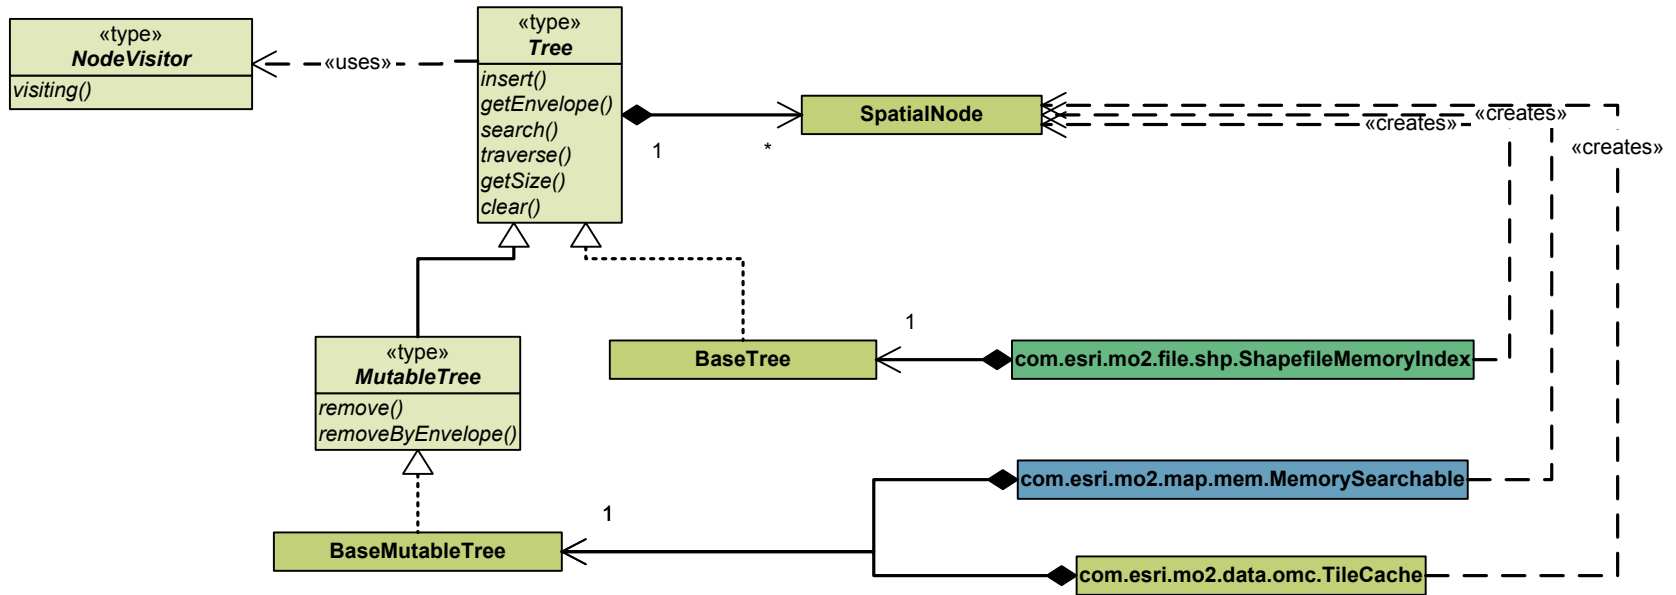 «type»
NodeVisitor
visiting()
«uses»
«type»
Tree
insert()
getEnvelope()
search()
traverse()
getSize()
clear()
1
*
SpatialNode
«creates»
«creates»
«creates»
«type»
MutableTree
remove()
removeByEnvelope()
BaseTree
1
com.esri.mo2.file.shp.ShapefileMemoryIndex
com.esri.mo2.map.mem.MemorySearchable
1
BaseMutableTree
com.esri.mo2.data.omc.TileCache